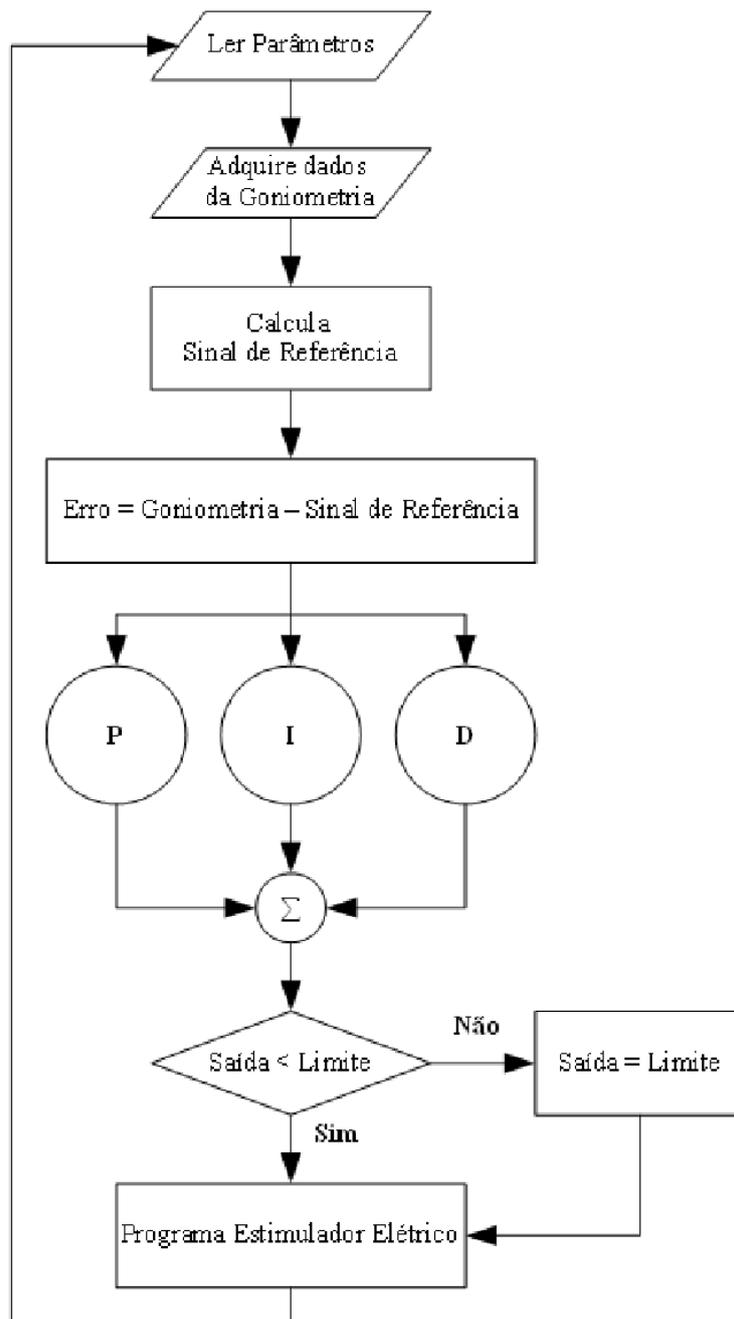 Ler Parâmetros
Adquire dados
da Goniometria
Calcula
Sinal de Referência
Erro = Goniometria – Sinal de Referência
P
I
D
Σ
Saída < Limite
Não
Saída = Limite
Sim
Programa Estimulador Elétrico